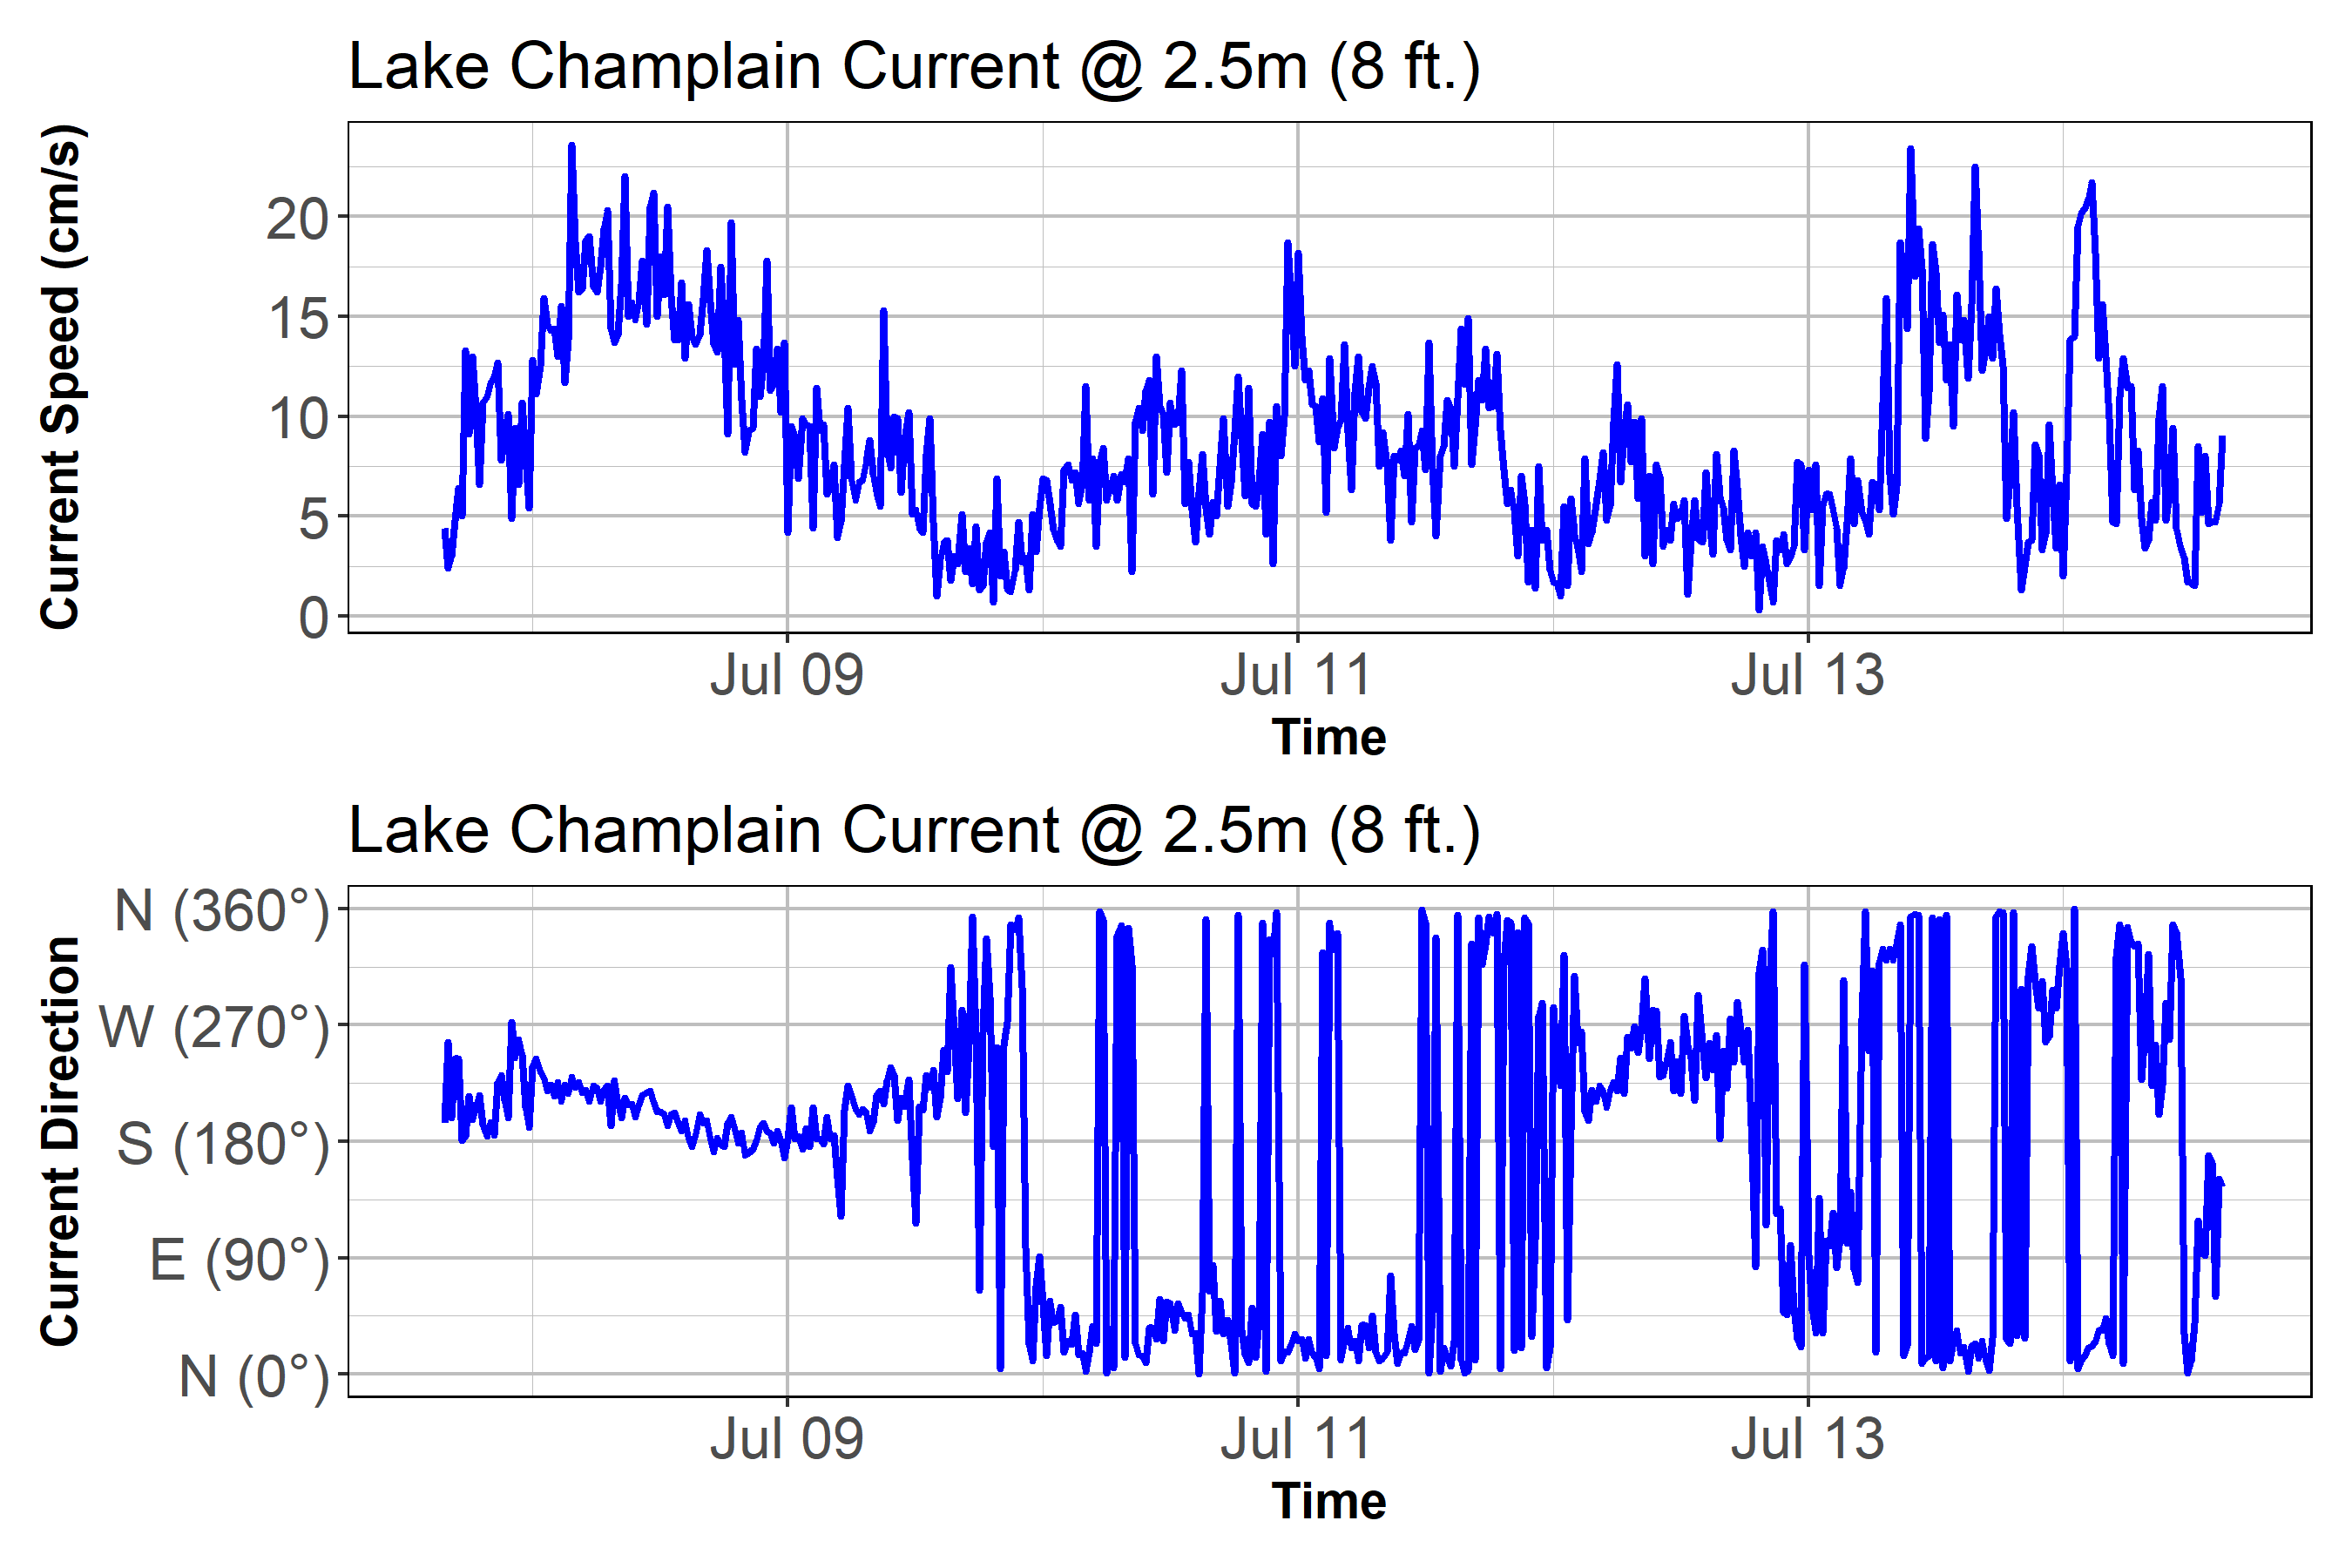 Lake Champlain Current @ 2.5m (8 ft.)
Current Speed (cm/s)
20
15
10
5
0
Jul 09 Jul 11 Jul 13
Time
Lake Champlain Current @ 2.5m (8 ft.)
Current Direction
N (360°)
W (270°)
S (180°)
E (90°)
N (0°)
Jul 09 Jul 11 Jul 13
Time